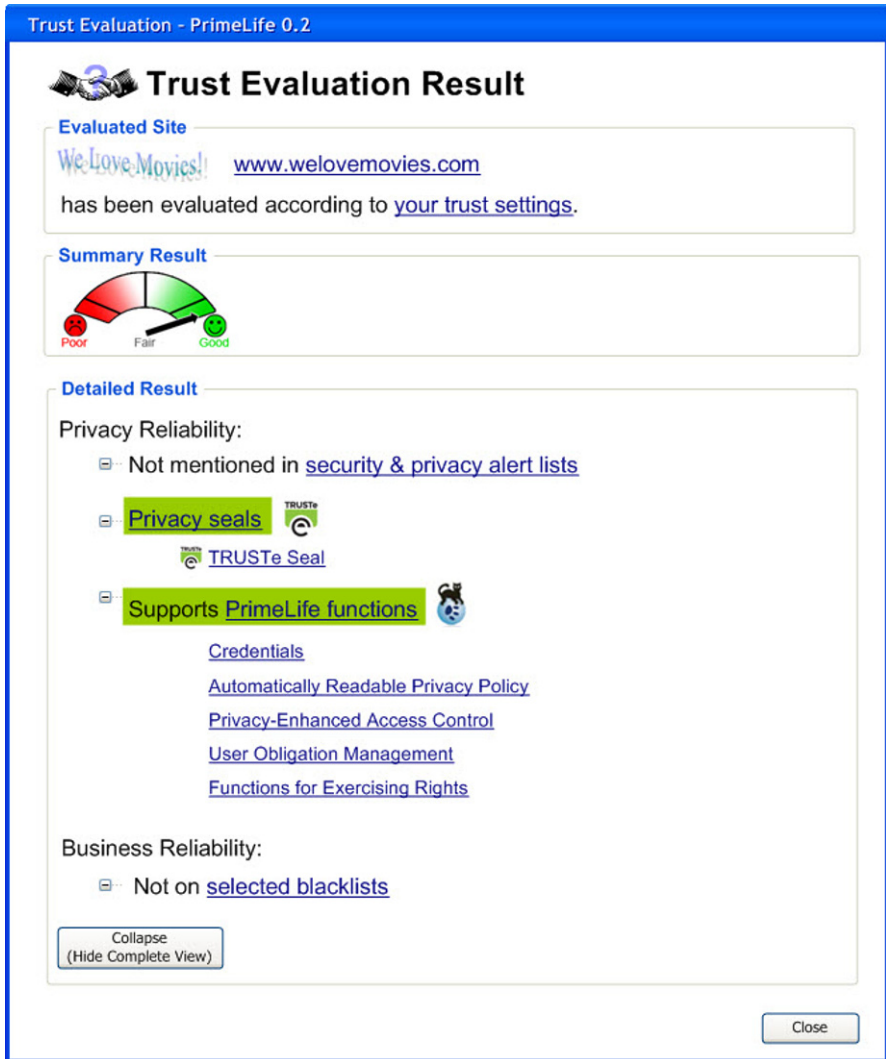 Trust Evaluation - PrimeLife 0.2
? Trust Evaluation Result
Evaluated Site
We Love Movies! www.welovemovies.com
has been evaluated according to your trust settings.
Summary Result
Poor Fair Good
Detailed Result
Privacy Reliability:
Not mentioned in security & privacy alert lists
Privacy seals TRUSTe
TRUSTe TRUSTe Seal
Supports PrimeLife functions
Credentials
Automatically Readable Privacy Policy
Privacy-Enhanced Access Control
User Obligation Management
Functions for Exercising Rights
Business Reliability:
Not on selected blacklists
Collapse
(Hide Complete View)
Close